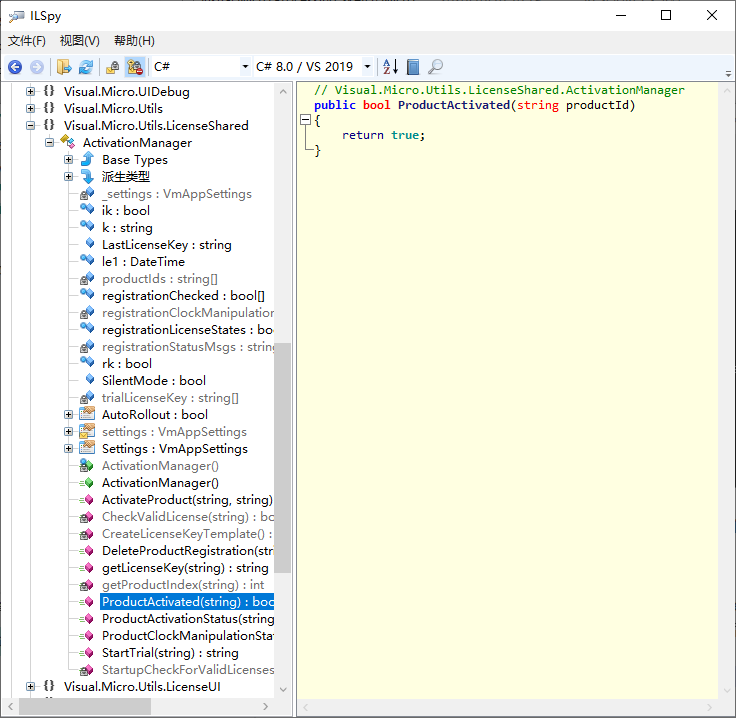 ILSpy
文件(F) 视图(V) 帮助(H)
C# C# 8.0 / VS 2019
Visual.Micro.UIDebug
Visual.Micro.Utils
Visual.Micro.Utils.LicenseShared
ActivationManager
Base Types
派生类型
_settings : VmAppSettings
ik : bool
k : string
LastLicenseKey : string
le1 : DateTime
productIds : string[]
registrationChecked : bool[]
registrationClockManipulation
registrationLicenseStates : boo
registrationStatusMsgs : string
rk : bool
SilentMode : bool
trialLicenseKey : string[]
AutoRollout : bool
settings : VmAppSettings
Settings : VmAppSettings
ActivationManager()
ActivationManager()
ActivateProduct(string, string)
CheckValidLicense(string) : bo
CreateLicenseKeyTemplate() :
DeleteProductRegistration(str
getLicenseKey(string) : string
getProductIndex(string) : int
ProductActivated(string) : boo
ProductActivationStatus(string
ProductClockManipulationSta
StartTrial(string) : string
StartupCheckForValidLicenses
Visual.Micro.Utils.LicenseUI
// Visual.Micro.Utils.LicenseShared.ActivationManager
public bool ProductActivated(string productId)
{
return true;
}